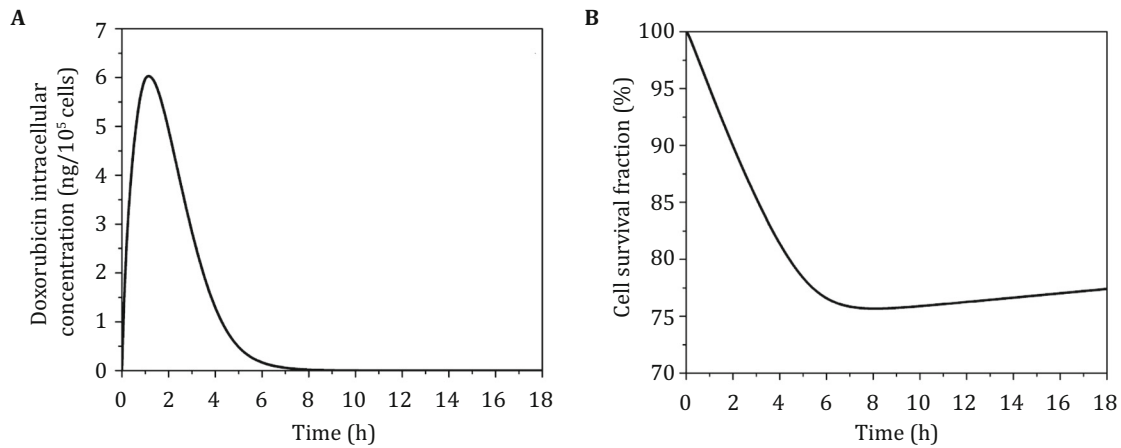 A
Doxorubicin intracellular
concentration (ng/10⁵ cells)
7
6
5
4
3
2
1
0
0 2 4 6 8 10 12 14 16 18
Time (h)
B
Cell survival fraction (%)
100
95
90
85
80
75
70
0 2 4 6 8 10 12 14 16 18
Time (h)